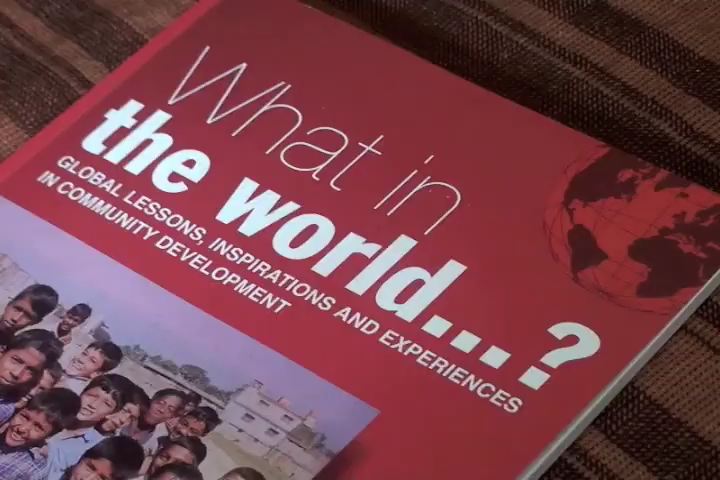 What in
the world...?
GLOBAL LESSONS, INSPIRATIONS AND EXPERIENCES
IN COMMUNITY DEVELOPMENT